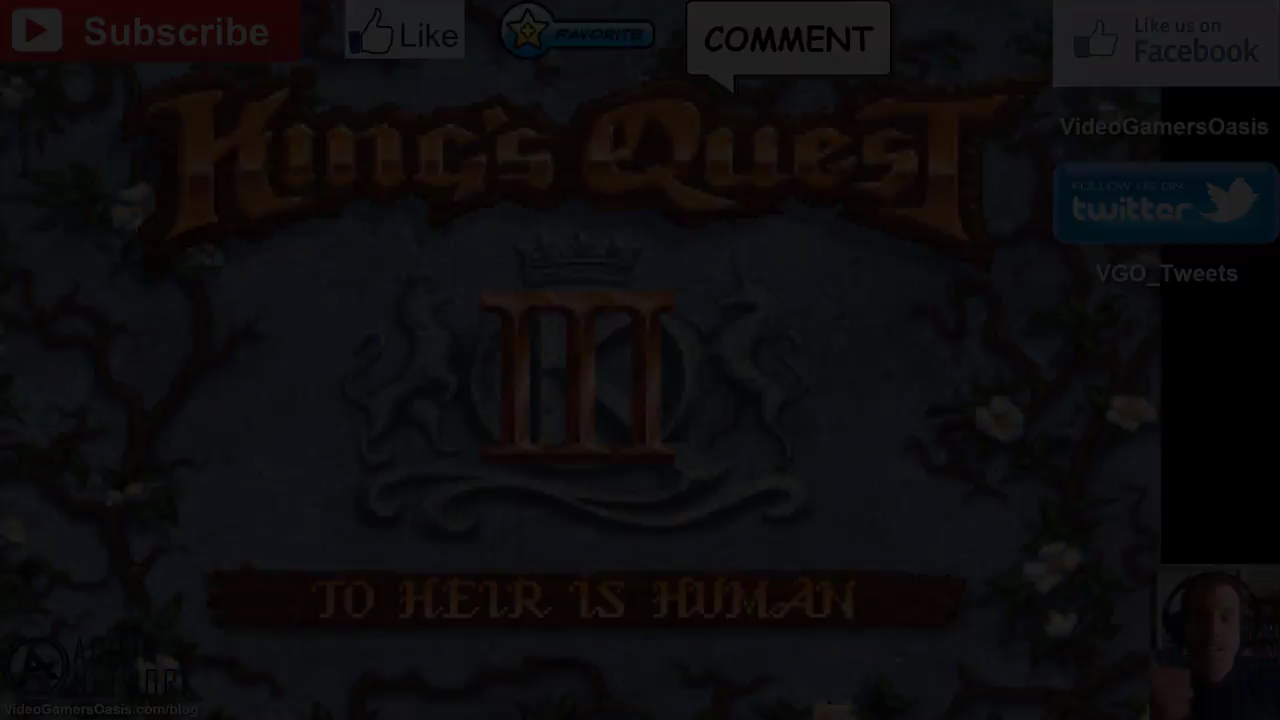 Subscribe
Like
FAVORITE
COMMENT
Like us on
Facebook
VideoGamersOasis
FOLLOW US ON
twitter
VGO_Tweets
King's Quest
III
TO HEIR IS HUMAN
VideoGamersOasis.com/blog